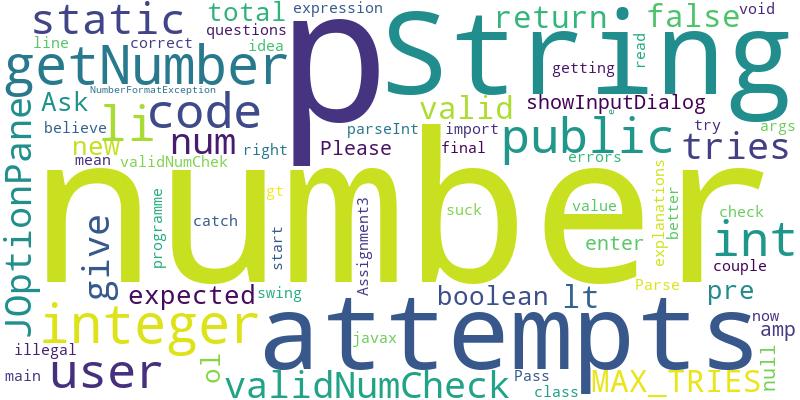 static total expression p String return false void
line correct questions idea getting read
getNumber NumberFormatException
JOptionPane Ask li code valid showInputDialog
believe new num parseInt import public try args
mean validNumChek right Please final errors tries
number
programme catch gt suck value explanations better check
give start Assignment3 enter int
expected swing boolean lt Parse couple pre
integer attempts now amp
illegal javax null
main user ol validNumCheck Pass class MAX_TRIES
e